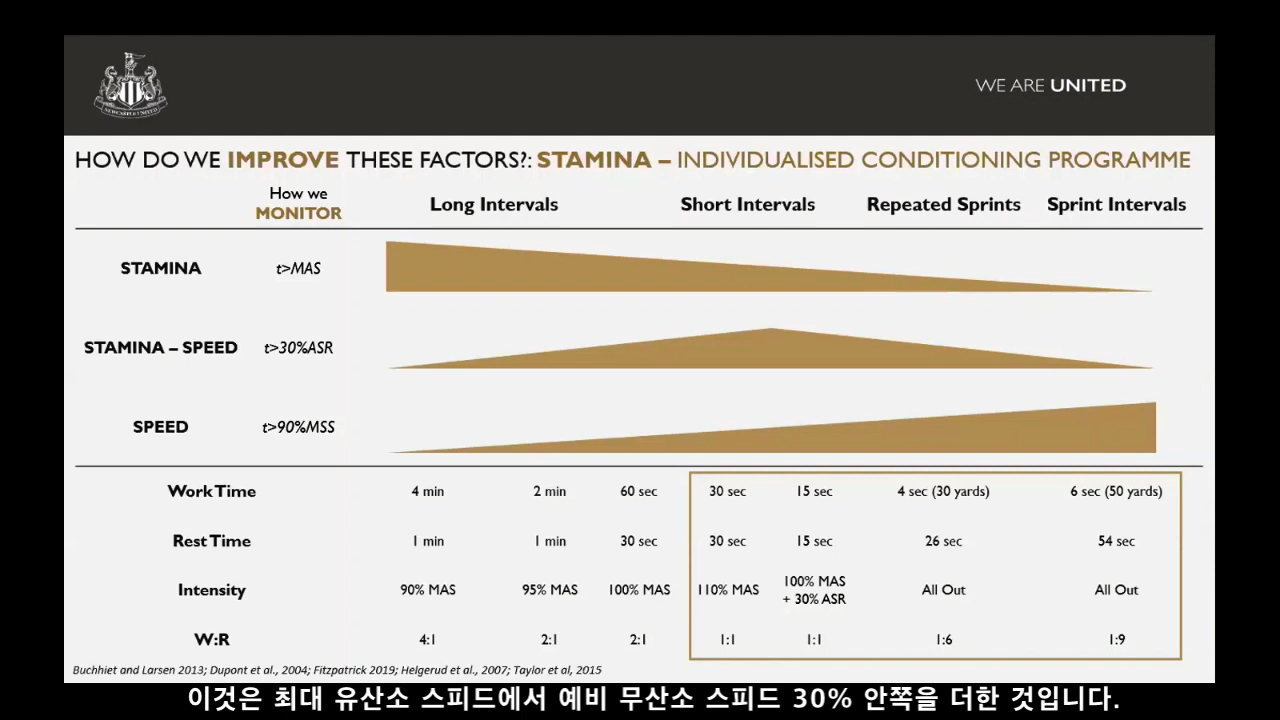 WE ARE UNITED
HOW DO WE IMPROVE THESE FACTORS?: STAMINA – INDIVIDUALISED CONDITIONING PROGRAMME
How we
MONITOR
Long Intervals Short Intervals Repeated Sprints Sprint Intervals
STAMINA t>MAS
STAMINA – SPEED t>30%ASR
SPEED t>90%MSS
Work Time 4 min 2 min 60 sec 30 sec 15 sec 4 sec (30 yards) 6 sec (50 yards)
Rest Time 1 min 1 min 30 sec 30 sec 15 sec 26 sec 54 sec
Intensity 90% MAS 95% MAS 100% MAS 110% MAS 100% MAS + 30% ASR All Out All Out
W:R 4:1 2:1 2:1 1:1 1:1 1:6 1:9
Buchhiet and Larsen 2013; Dupont et al., 2004; Fitzpatrick 2019; Helgerud et al., 2007; Taylor et al, 2015
이것은 최대 유산소 스피드에서 예비 무산소 스피드 30% 안쪽을 더한 것입니다.